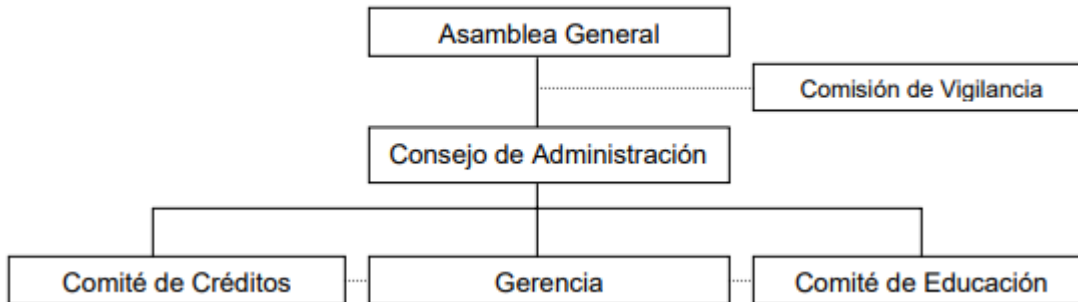 Asamblea General
Comisión de Vigilancia
Consejo de Administración
Comité de Créditos
Gerencia
Comité de Educación